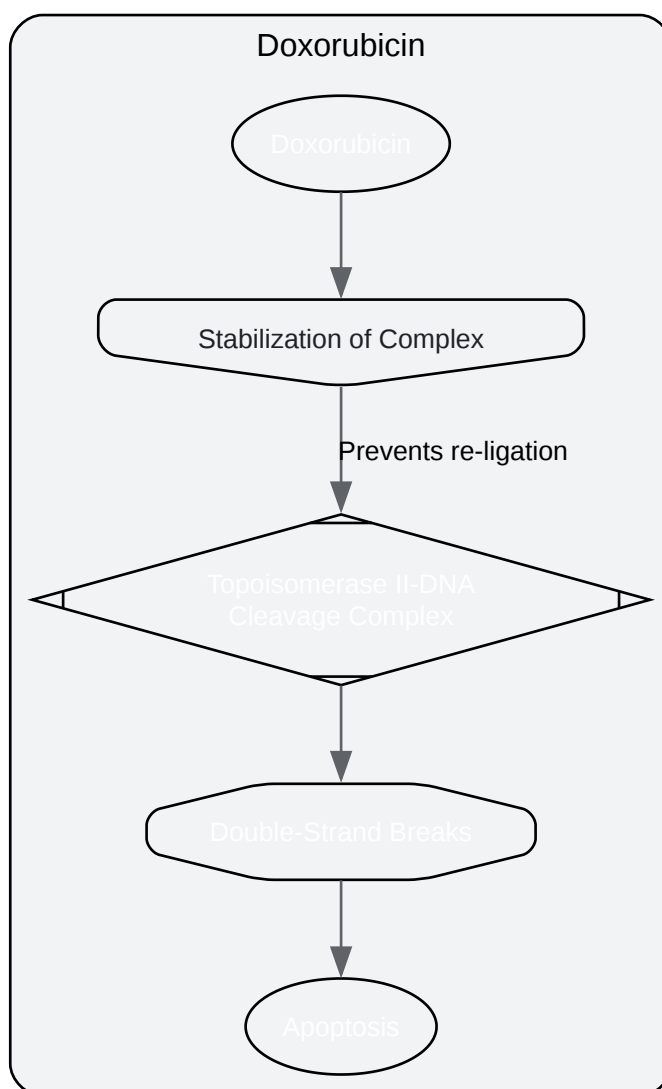 Doxorubicin
Doxorubicin
Stabilization of Complex
Prevents re-ligation
Topoisomerase II-DNA
Cleavage Complex
Double-Strand Breaks
Apoptosis